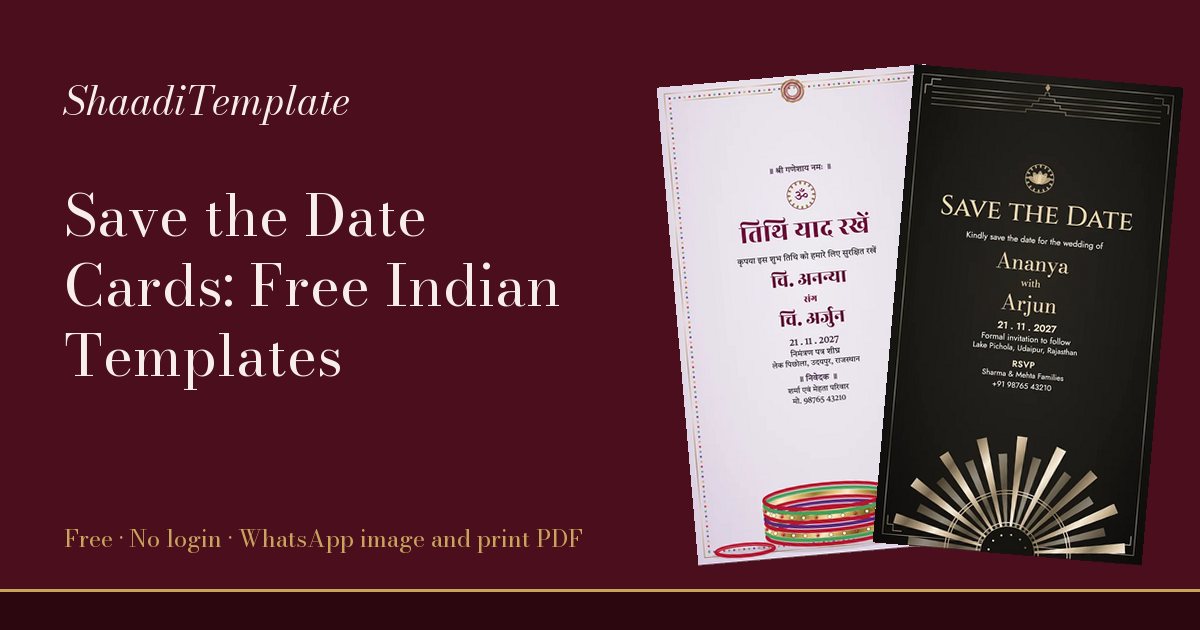 ShaadiTemplate
Save the Date
Cards: Free Indian
Templates
Free · No login · WhatsApp image and print PDF
॥ श्री गणेशाय नमः ॥
ॐ
तिथि याद रखें
कृपया इस शुभ तिथि को हमारे लिए सुरक्षित रखें
चि. अनन्या
संग
चि. अर्जुन
21 . 11 . 2027
निमंत्रण पत्र शीघ्र
लेक पिछोला, उदयपुर, राजस्थान
॥ निवेदक ॥
शर्मा एवं मेहता परिवार
मो. 98765 43210
SAVE THE DATE
Kindly save the date for the wedding of
Ananya
with
Arjun
21 . 11 . 2027
Formal invitation to follow
Lake Pichola, Udaipur, Rajasthan
RSVP
Sharma & Mehta Families
+91 98765 43210